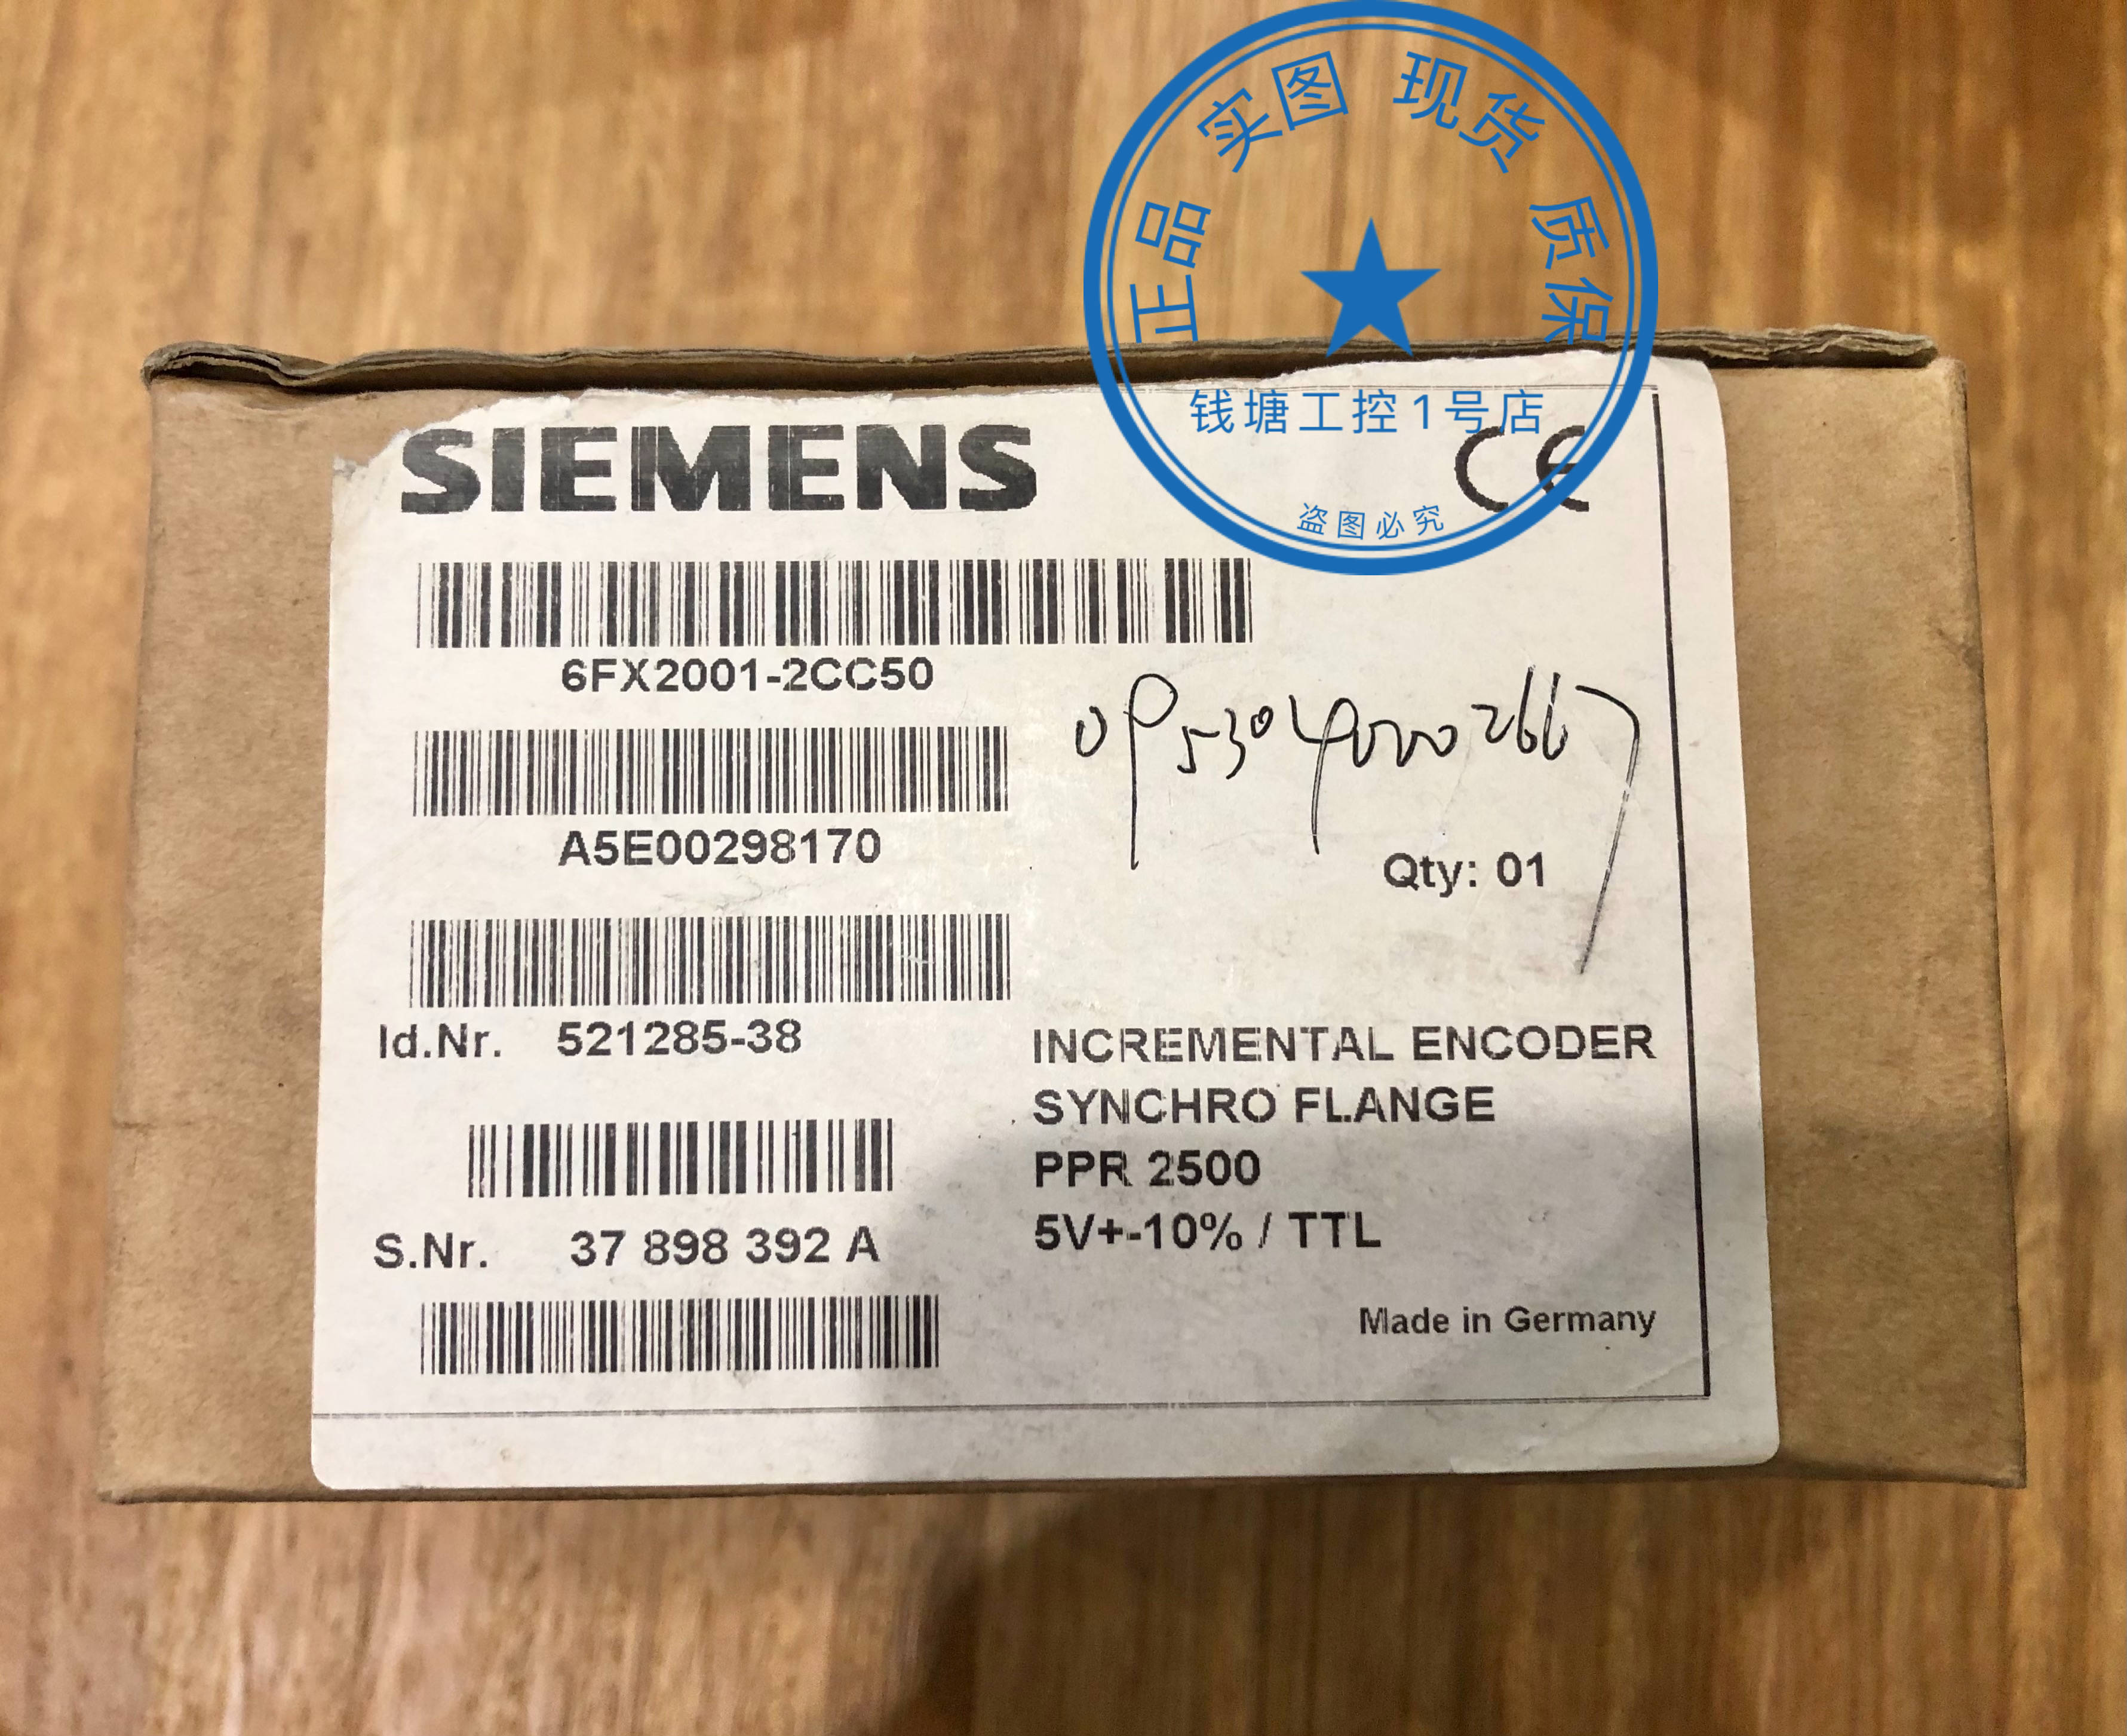 正品 实图 现货 质保
钱塘工控1号店
盗图必究
SIEMENS
CE
6FX2001-2CC50
A5E00298170
Qty: 01
Id.Nr. 521285-38
INCREMENTAL ENCODER
SYNCHRO FLANGE
PPR 2500
5V+-10% / TTL
S.Nr. 37 898 392 A
Made in Germany